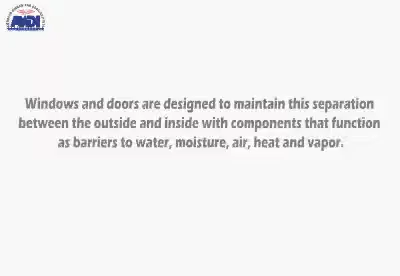 AWDI
Windows and doors are designed to maintain this separation
between the outside and inside with components that function
as barriers to water, moisture, air, heat and vapor.